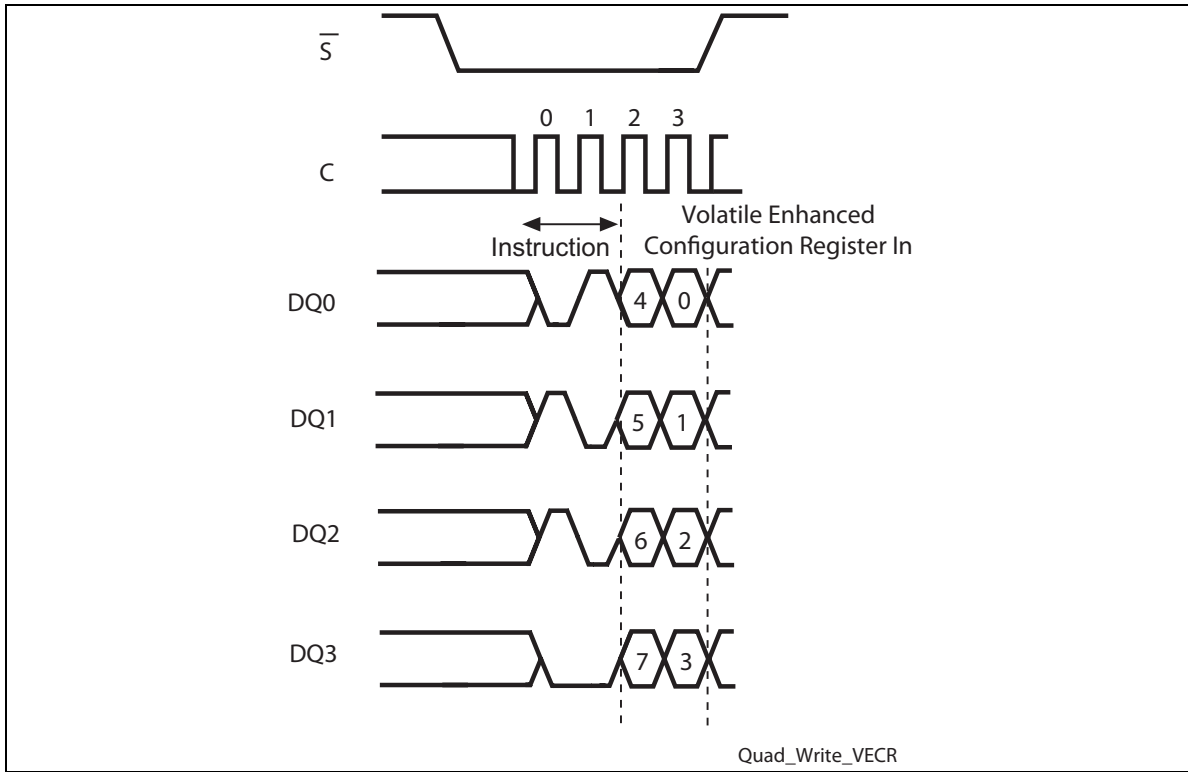 S
0 1 2 3
C
Volatile Enhanced
Instruction Configuration Register In
DQ0 4 0
DQ1 5 1
DQ2 6 2
DQ3 7 3
Quad_Write_VECR